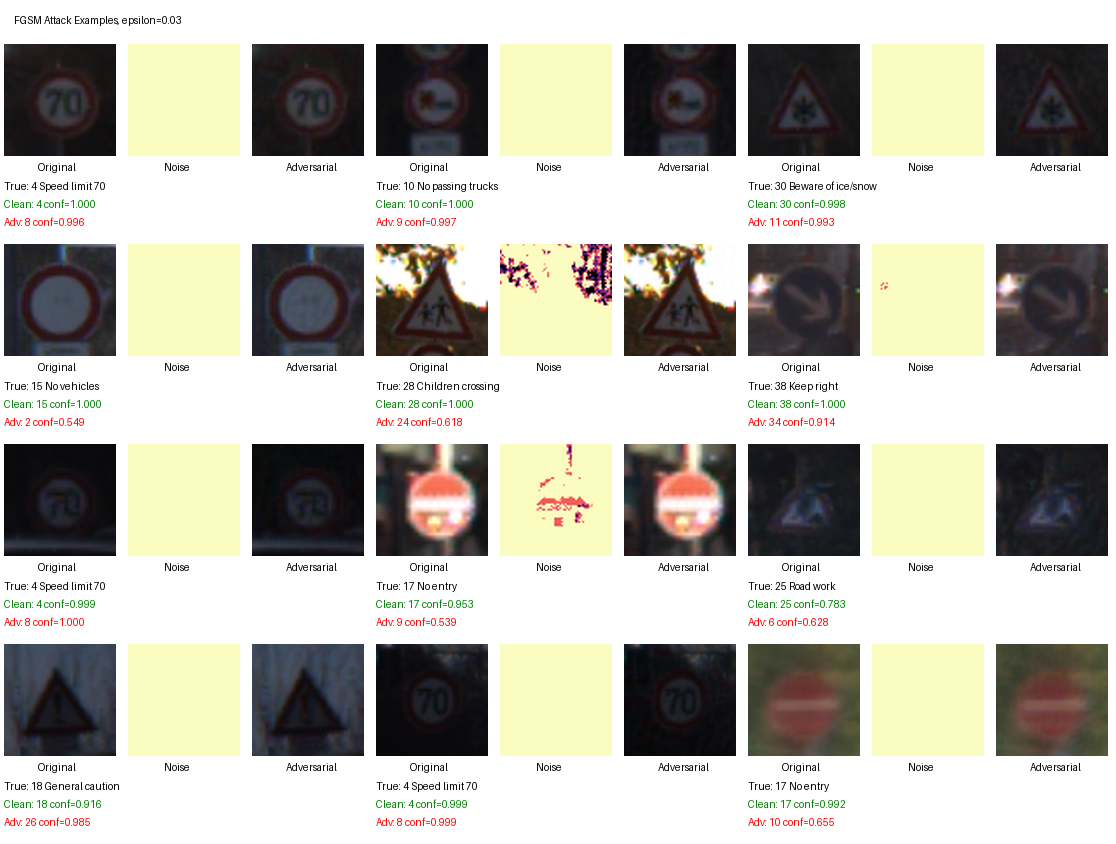 FGSM Attack Examples, epsilon=0.03
70 70
Original Noise Adversarial Original Noise Adversarial Original Noise Adversarial
True: 4 Speed limit 70 True: 10 No passing trucks True: 30 Beware of ice/snow
Clean: 4 conf=1.000 Clean: 10 conf=1.000 Clean: 30 conf=0.998
Adv: 8 conf=0.996 Adv: 9 conf=0.997 Adv: 11 conf=0.993
Original Noise Adversarial Original Noise Adversarial Original Noise Adversarial
True: 15 No vehicles True: 28 Children crossing True: 38 Keep right
Clean: 15 conf=1.000 Clean: 28 conf=1.000 Clean: 38 conf=1.000
Adv: 2 conf=0.549 Adv: 24 conf=0.618 Adv: 34 conf=0.914
70 70
Original Noise Adversarial Original Noise Adversarial Original Noise Adversarial
True: 4 Speed limit 70 True: 17 No entry True: 25 Road work
Clean: 4 conf=0.999 Clean: 17 conf=0.953 Clean: 25 conf=0.783
Adv: 8 conf=1.000 Adv: 9 conf=0.539 Adv: 6 conf=0.628
70 70
Original Noise Adversarial Original Noise Adversarial Original Noise Adversarial
True: 18 General caution True: 4 Speed limit 70 True: 17 No entry
Clean: 18 conf=0.916 Clean: 4 conf=0.999 Clean: 17 conf=0.992
Adv: 26 conf=0.985 Adv: 8 conf=0.999 Adv: 10 conf=0.655